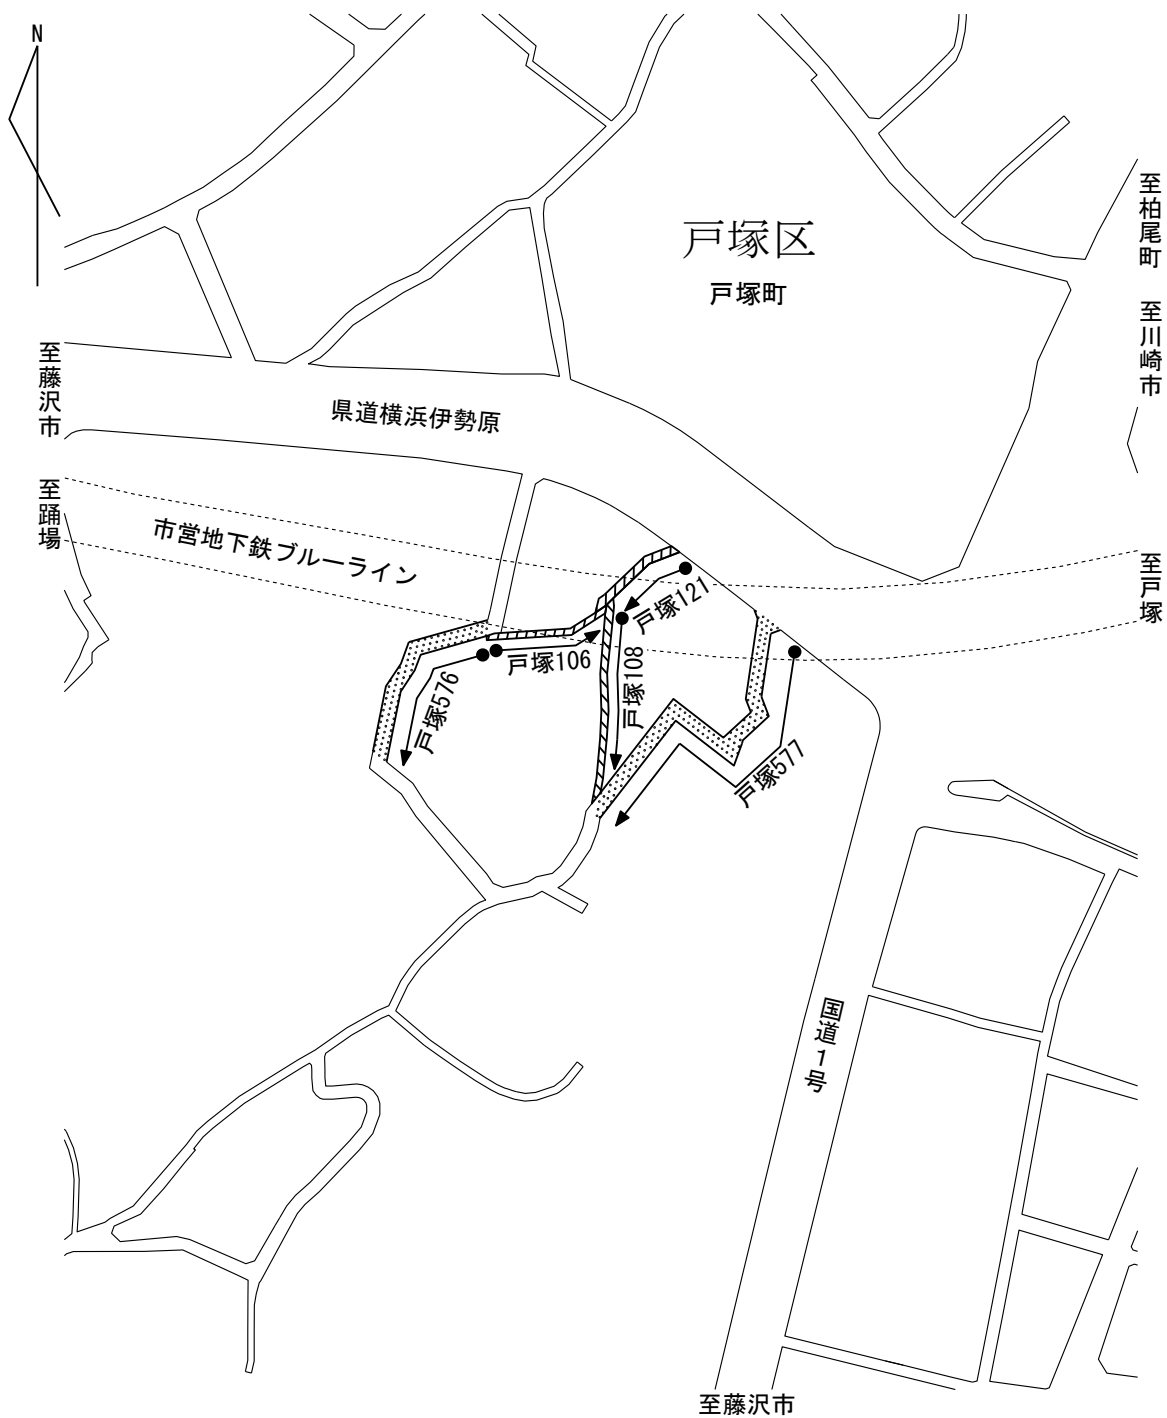 N
戸塚区
戸塚町
至柏尾町
至川崎市
至藤沢市
県道横浜伊勢原
至踊場
市営地下鉄ブルーライン
至戸塚
戸塚121
戸塚106
戸塚108
戸塚576
戸塚577
国道1号
至藤沢市